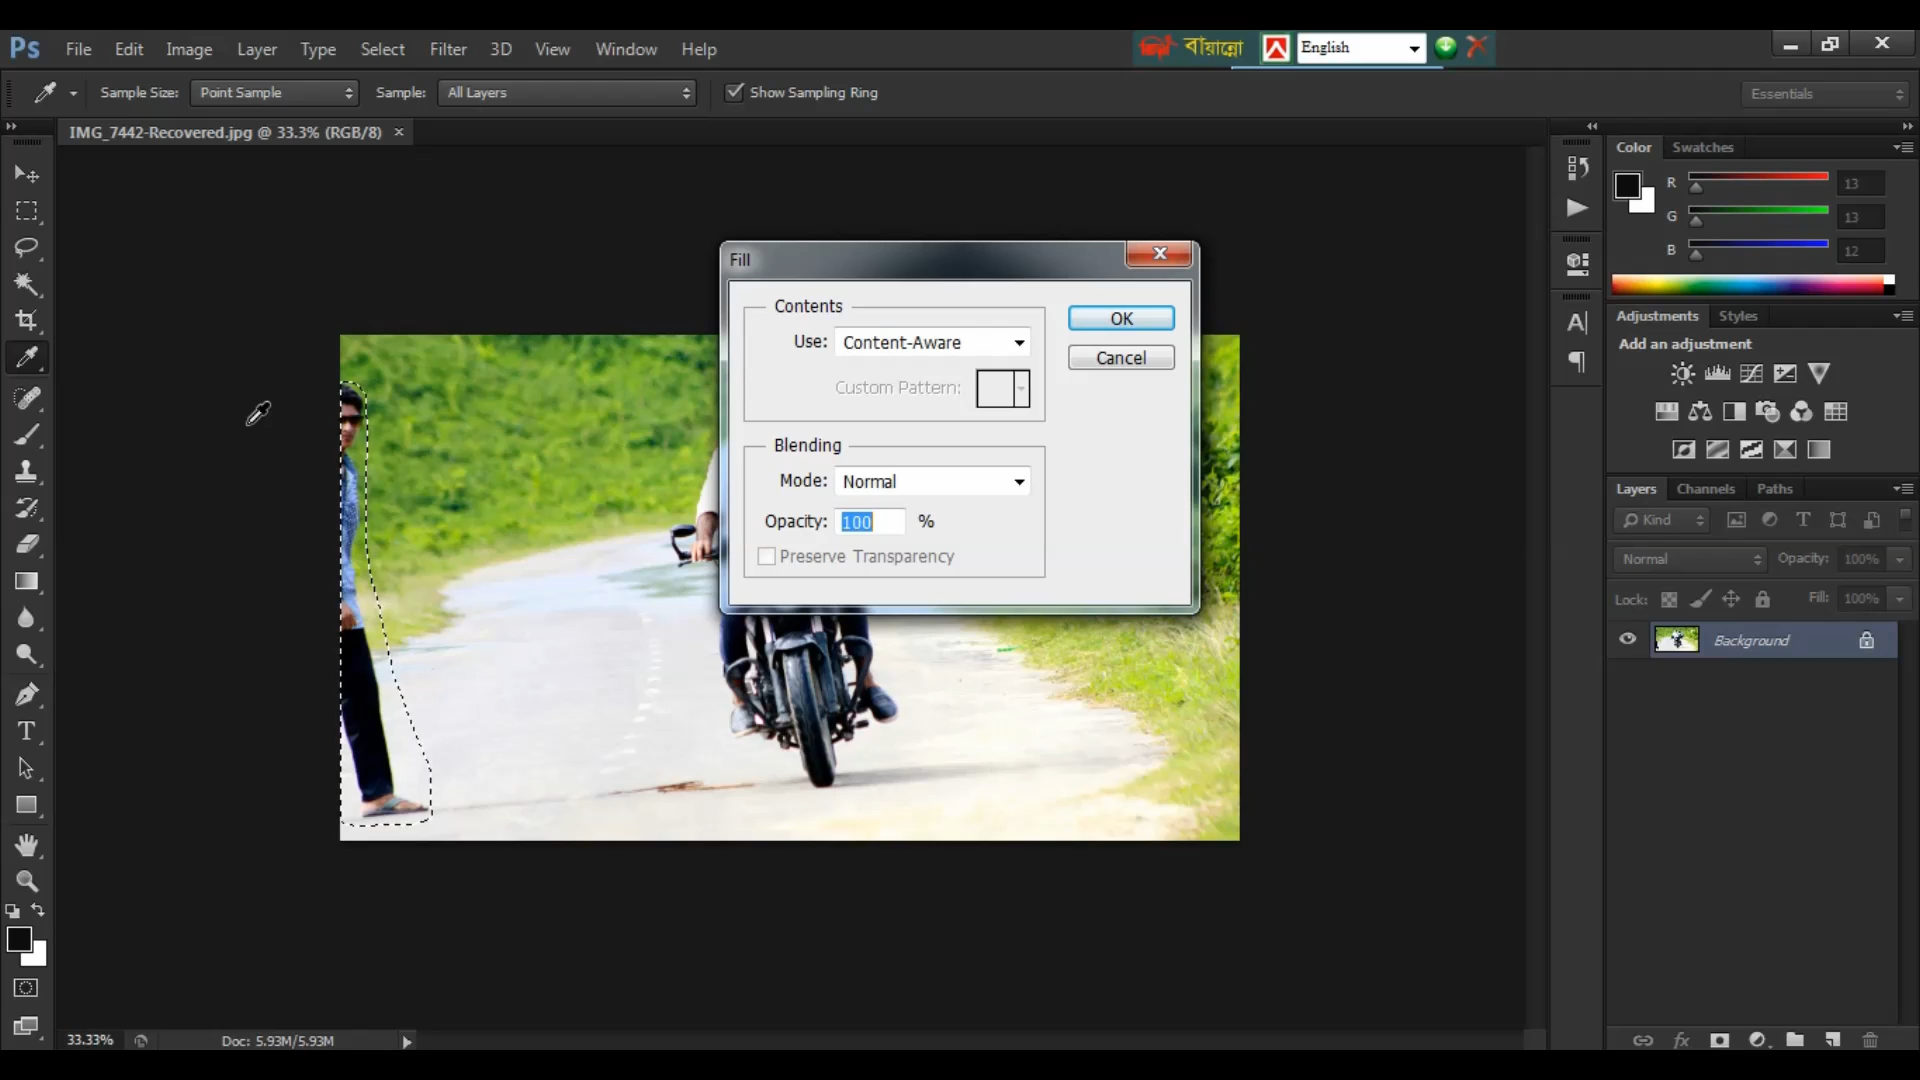 Ps File Edit Image Layer Type Select Filter 3D View Window Help
বায়ান্নো English
Sample Size: Point Sample Sample: All Layers Show Sampling Ring Essentials
IMG_7442-Recovered.jpg @ 33.3% (RGB/8) ×
Color Swatches
R 13
G 13
B 12
Adjustments Styles
Add an adjustment
Fill
Contents
Use: Content-Aware
Custom Pattern:
OK
Cancel
Blending
Mode: Normal
Opacity: 100 %
Preserve Transparency
Layers Channels Paths
Kind
Normal Opacity: 100%
Lock: Fill: 100%
Background
33.33% Doc: 5.93M/5.93M